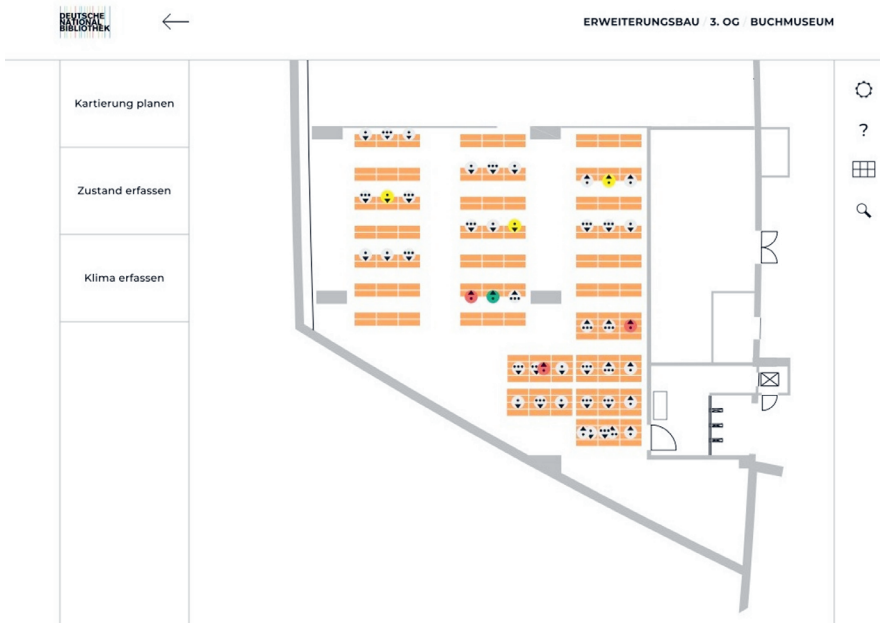 DEUTSCHE
NATIONAL
BIBLIOTHEK
ERWEITERUNGSBAU / 3. OG / BUCHMUSEUM
Kartierung planen
?
Zustand erfassen
Klima erfassen